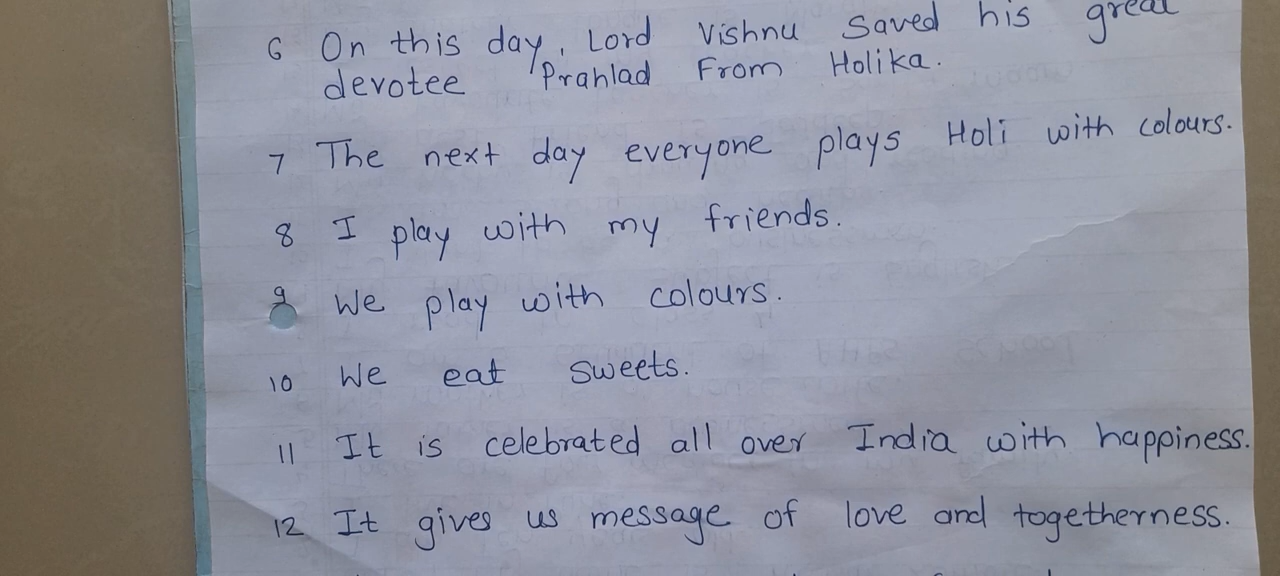 6 On this day, Lord Vishnu Saved his great
devotee Prahlad From Holika.
7 The next day everyone plays Holi with colours.
8 I play with my friends.
9 We play with colours.
10 We eat sweets.
11 It is celebrated all over India with happiness.
12 It gives us message of love and togetherness.